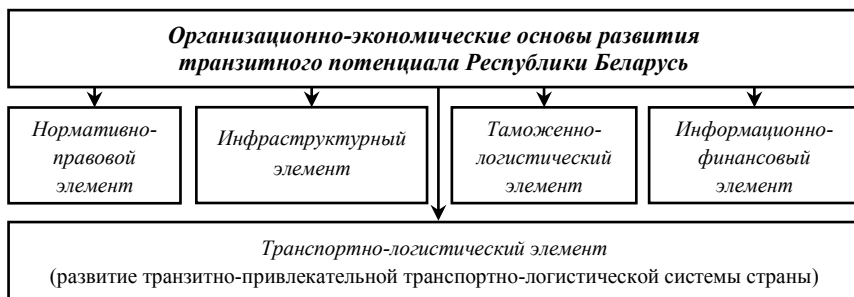 Организационно-экономические основы развития
транзитного потенциала Республики Беларусь
Нормативно-
правовой
элемент
Инфраструктурный
элемент
Таможенно-
логистический
элемент
Информационно-
финансовый
элемент
Транспортно-логистический элемент
(развитие транзитно-привлекательной транспортно-логистической системы страны)